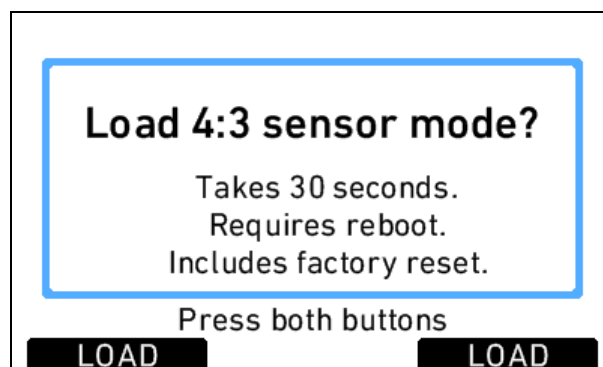 Load 4:3 sensor mode?
Takes 30 seconds.
Requires reboot.
Includes factory reset.
Press both buttons
LOAD LOAD